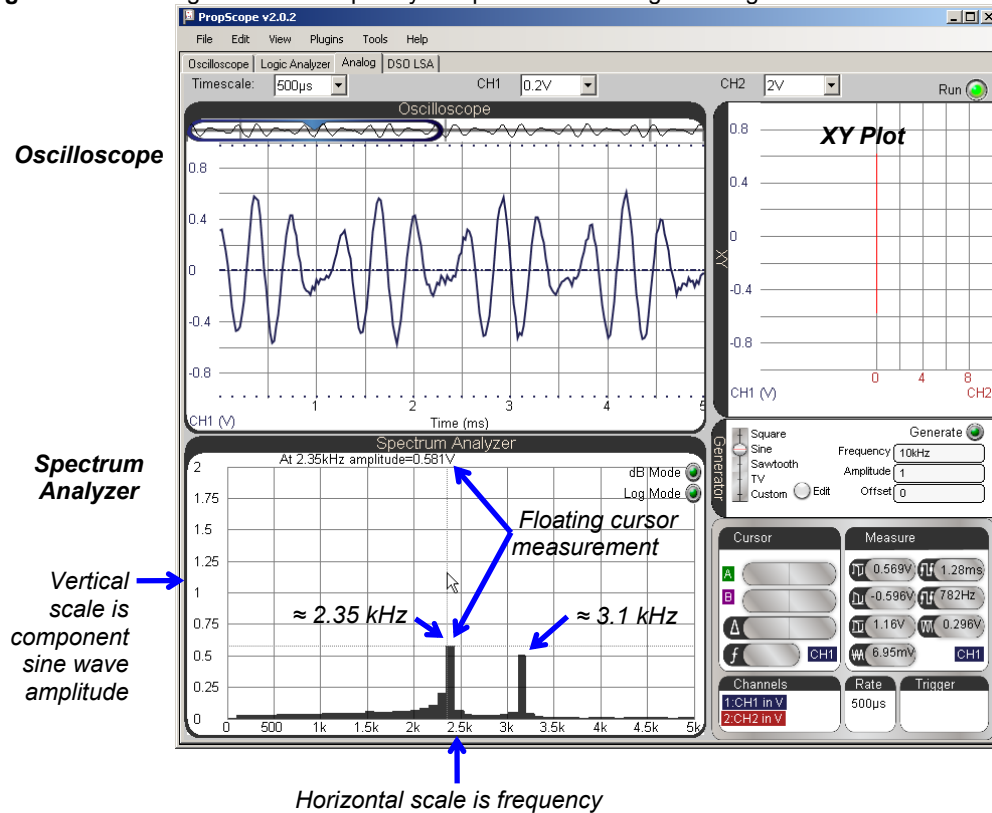 PropScope v2.0.2
File Edit View Plugins Tools Help
Oscilloscope Logic Analyzer Analog DSO LSA
Timescale: 500µs CH1 0.2V CH2 2V Run
Oscilloscope
Oscilloscope
0.8
0.4
0
-0.4
-0.8
1 2 3 4 5
CH1 (V) Time (ms)
XY Plot
XY
0.8
0.4
0
-0.4
-0.8
0 4 8
CH1 (V) CH2
Spectrum
Analyzer
Spectrum Analyzer
At 2.35kHz amplitude=0.581V
dB Mode
Log Mode
2
1.75
1.5
1.25
1
0.75
0.5
0.25
0
0 500 1k 1.5k 2k 2.5k 3k 3.5k 4k 4.5k 5k
Floating cursor
measurement
≈ 2.35 kHz
≈ 3.1 kHz
Vertical
scale is
component
sine wave
amplitude
Horizontal scale is frequency
Generator
Square
Sine
Sawtooth
TV
Custom Edit
Generate
Frequency 10kHz
Amplitude 1
Offset 0
Cursor
A
B
Δ
f CH1
Measure
0.569V 1.28ms
-0.596V 782Hz
1.16V 0.296V
6.95mV CH1
Channels
1:CH1 in V
2:CH2 in V
Rate
500µs
Trigger